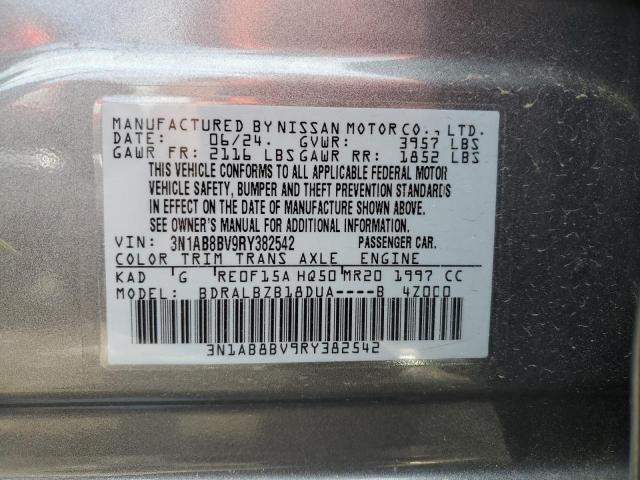 MANUFACTURED BY NISSAN MOTOR CO., LTD.
DATE: 06/24. GVWR: 3957 LBS
GAWR FR: 2116 LBS GAWR RR: 1852 LBS
THIS VEHICLE CONFORMS TO ALL APPLICABLE FEDERAL MOTOR
VEHICLE SAFETY, BUMPER AND THEFT PREVENTION STANDARDS
IN EFFECT ON THE DATE OF MANUFACTURE SHOWN ABOVE.
SEE OWNER'S MANUAL FOR ADDITIONAL INFORMATION
VIN: 3N1AB8BV9RY382542 PASSENGER CAR.
COLOR TRIM TRANS AXLE ENGINE
KAD G RE0F15A HQ50 MR20 1997 CC
MODEL: BDRALBZB18DUA----B 4Z000
3N1AB8BV9RY382542